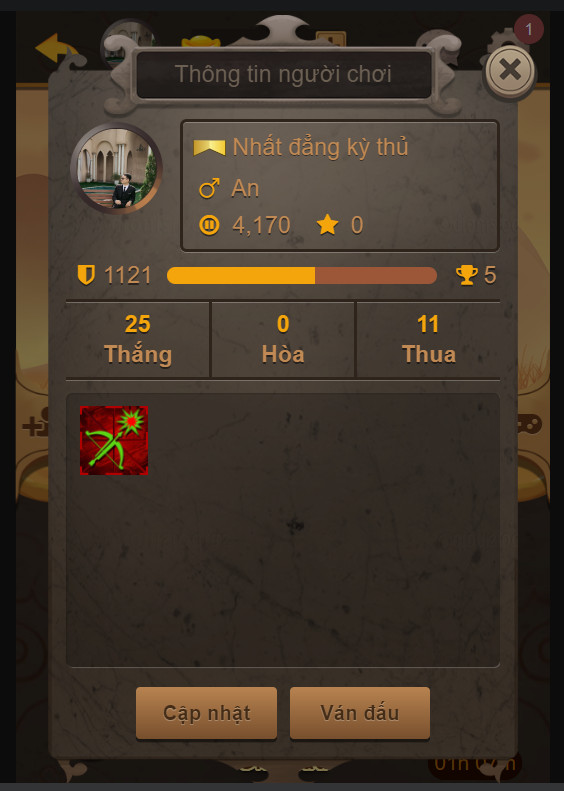 1
Thông tin người chơi
Nhất đẳng kỳ thủ
An
4,170 0
1121 5
25 0 11
Thắng Hòa Thua
Cập nhật Ván đấu